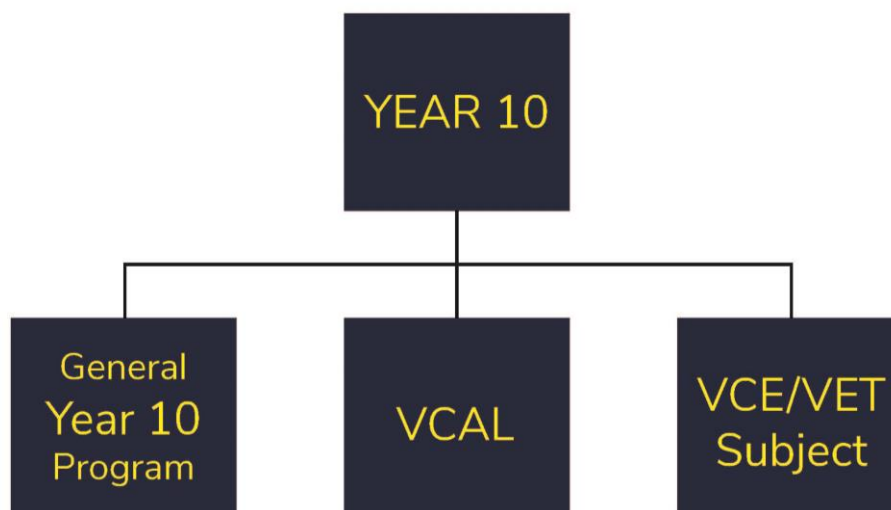 YEAR 10
General
Year 10
Program
VCAL
VCE/VET
Subject